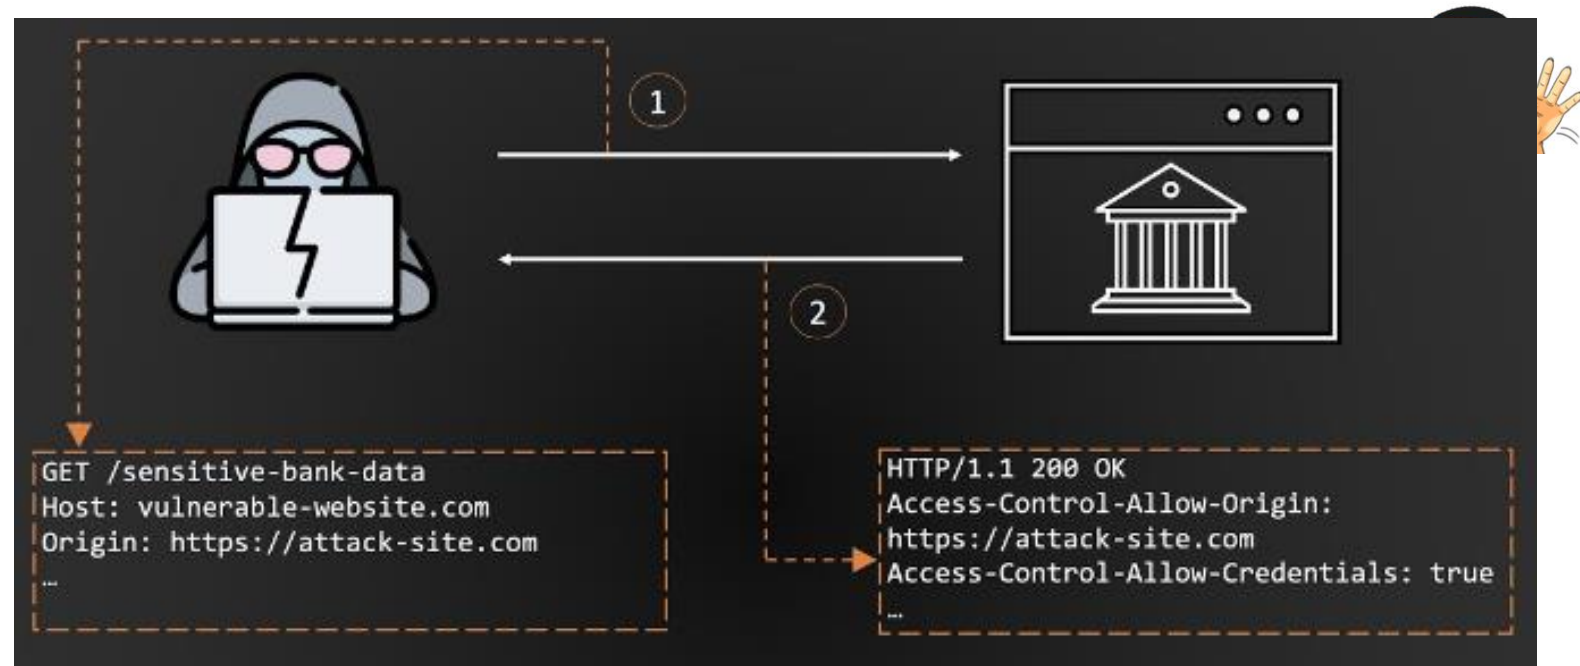 1
2
GET /sensitive-bank-data
Host: vulnerable-website.com
Origin: https://attack-site.com
…
HTTP/1.1 200 OK
Access-Control-Allow-Origin:
https://attack-site.com
Access-Control-Allow-Credentials: true
…